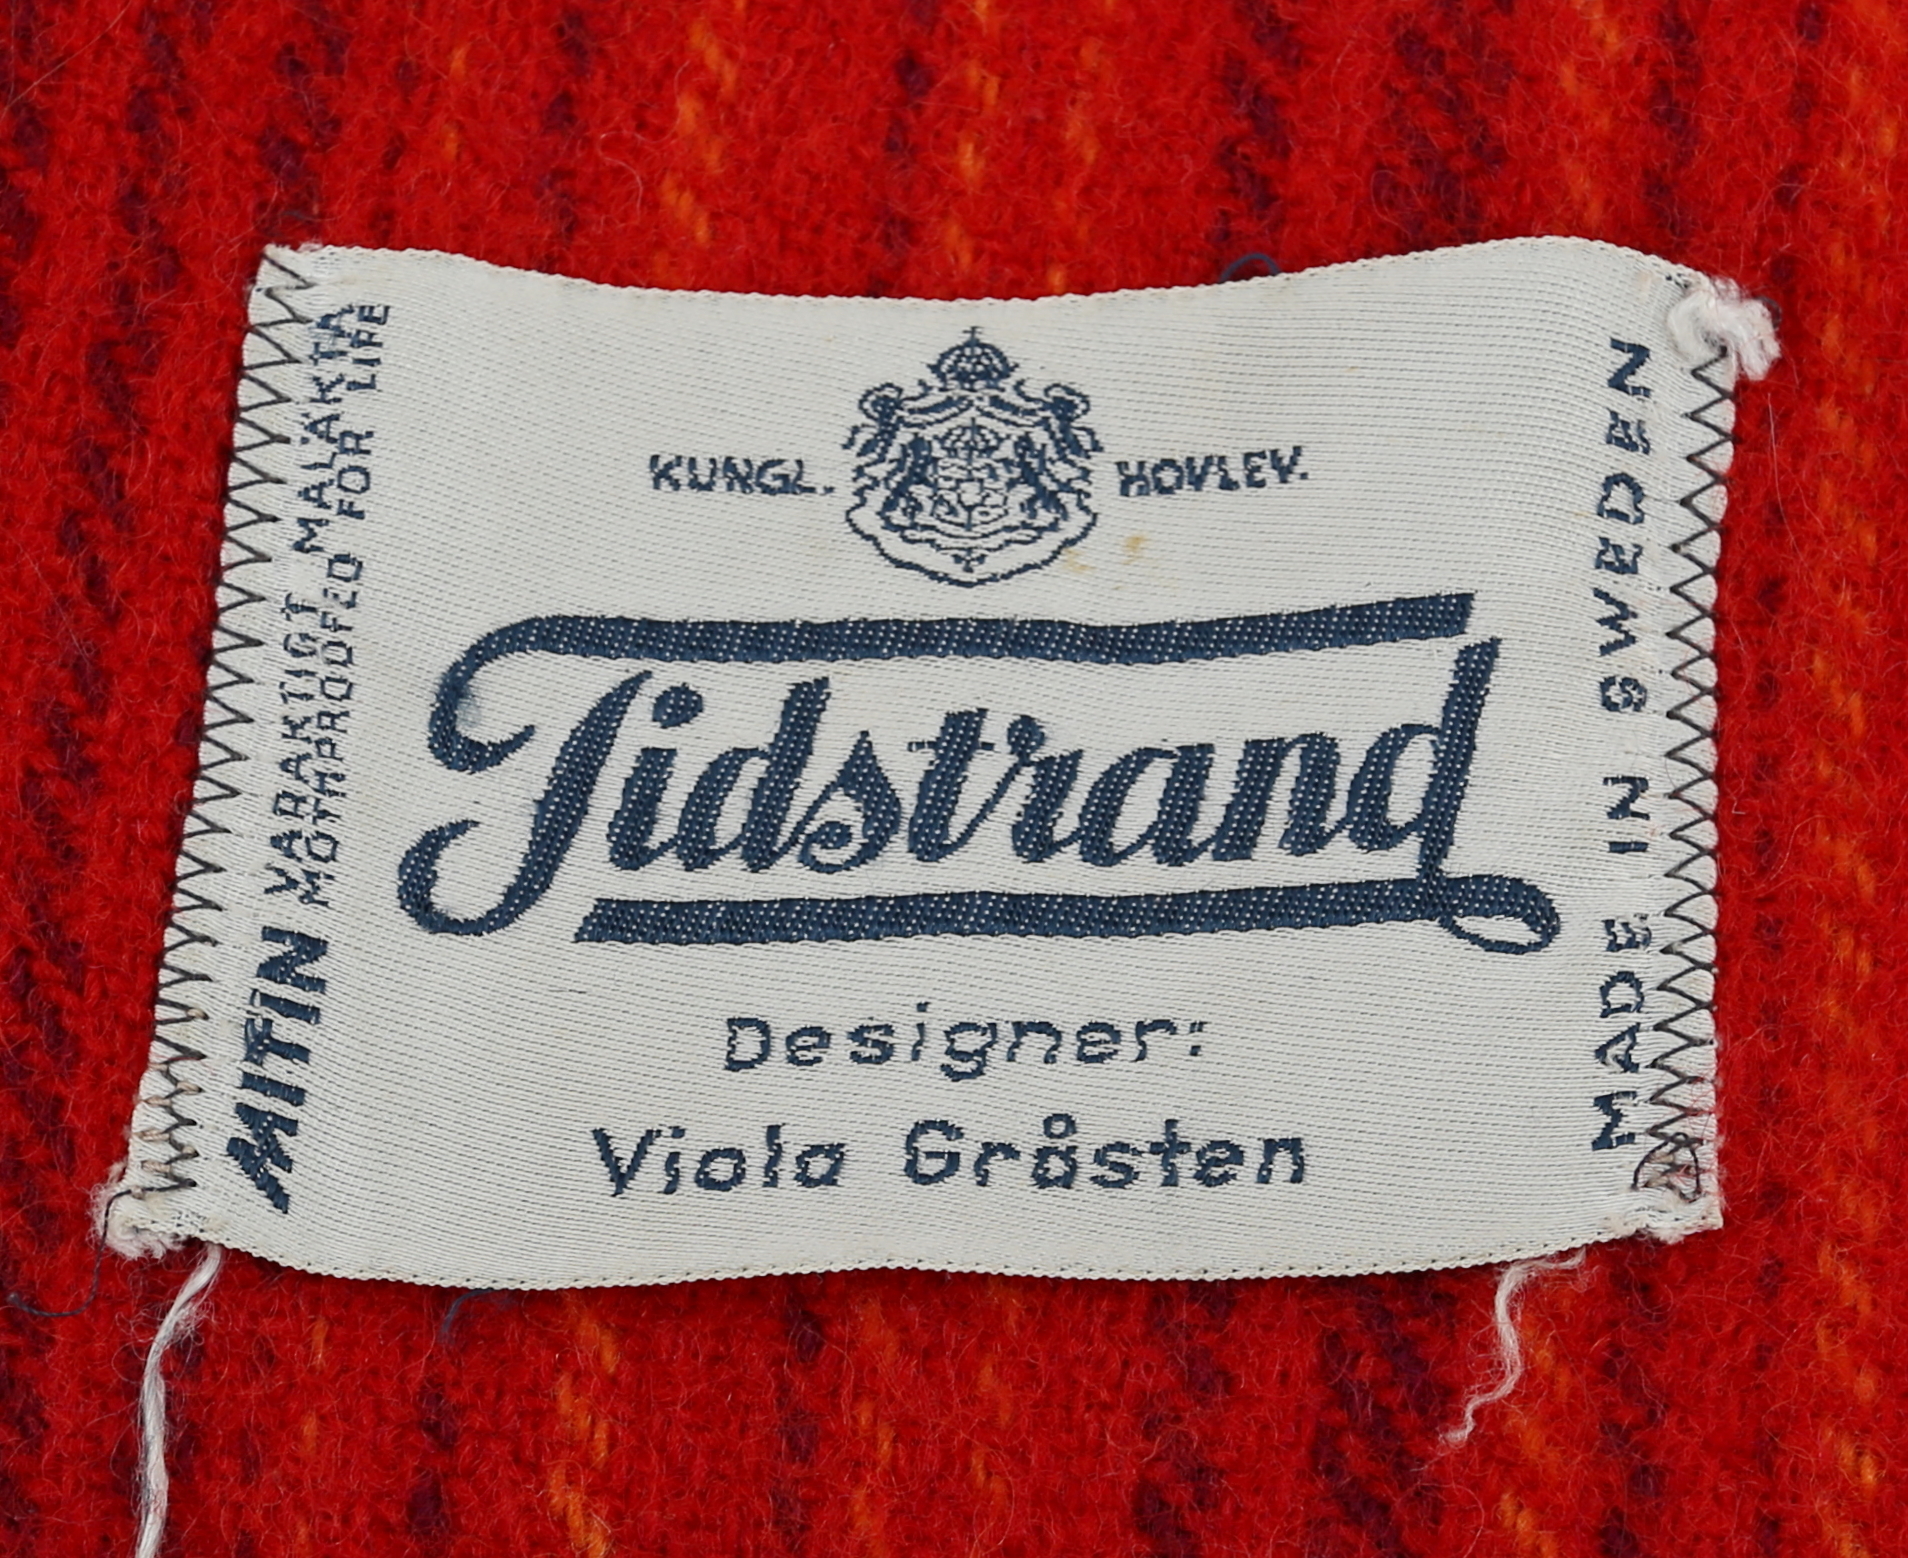 KUNGL. HOVLEV.
Tidstrand
Designer:
Viola Gråsten
MITIN VARAKTIGT MALÄKTA
MOTHPROOFED FOR LIFE
MADE IN SWEDEN